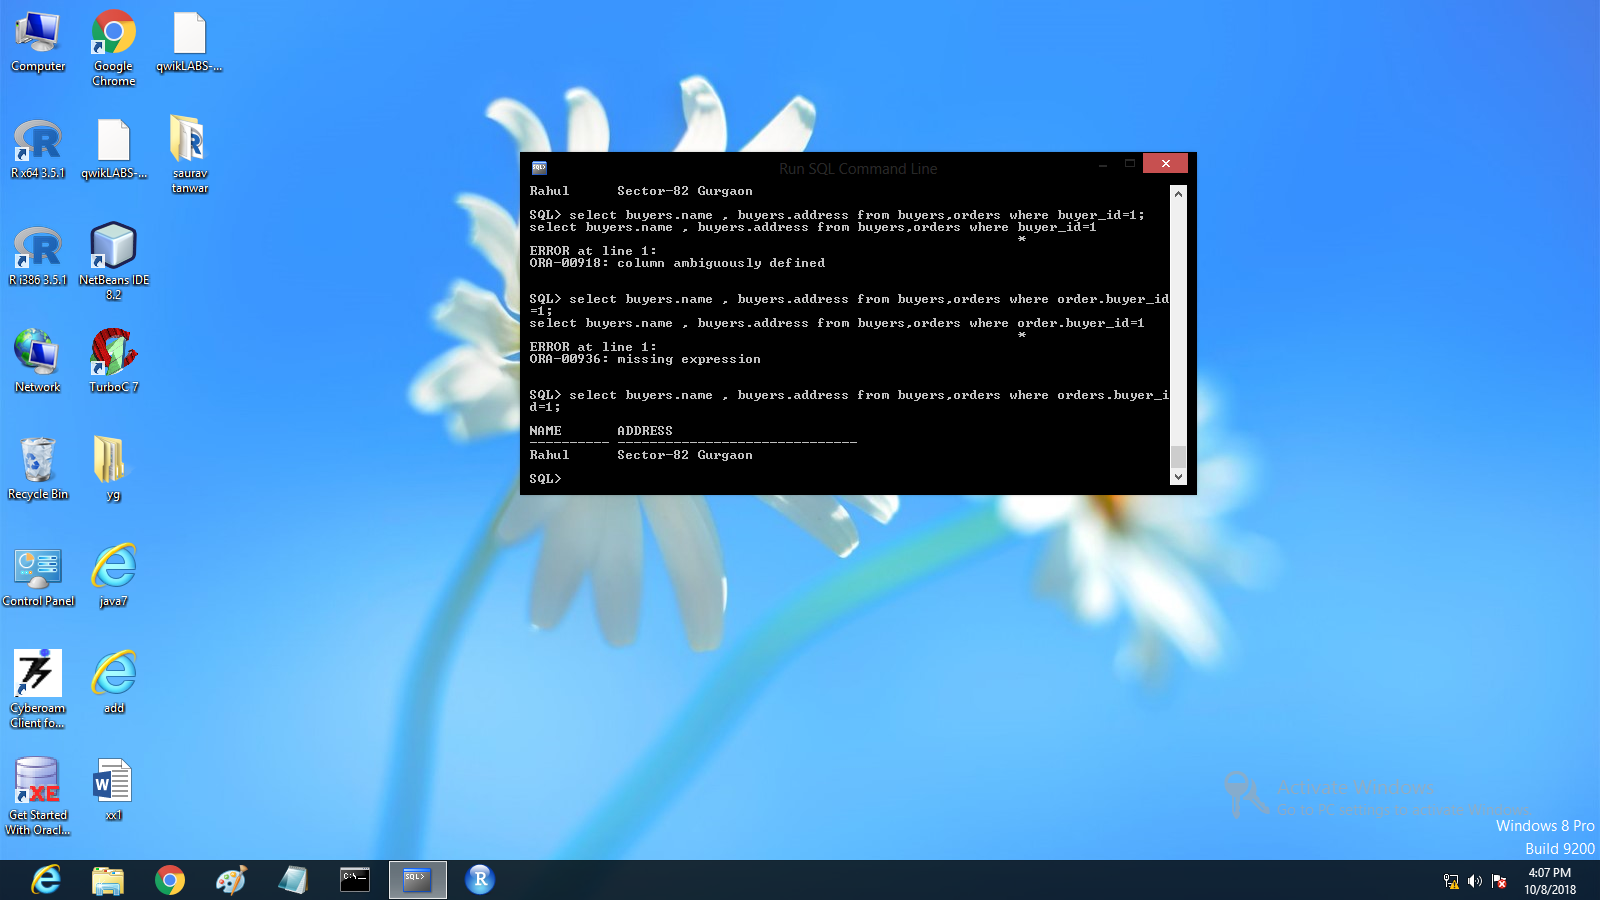 Computer
Google Chrome
qwikLABS-...
R x64 3.5.1
qwikLABS-...
saurav tanwar
R i386 3.5.1
NetBeans IDE 8.2
Network
TurboC 7
Recycle Bin
yg
Control Panel
java7
Cyberoam Client fo...
add
Get Started With Oracl...
xx1
Run SQL Command Line
Rahul      Sector-82 Gurgaon
SQL> select buyers.name , buyers.address from buyers,orders where buyer_id=1;
select buyers.name , buyers.address from buyers,orders where buyer_id=1
*
ERROR at line 1:
ORA-00918: column ambiguously defined
SQL> select buyers.name , buyers.address from buyers,orders where order.buyer_id
=1;
select buyers.name , buyers.address from buyers,orders where order.buyer_id=1
*
ERROR at line 1:
ORA-00936: missing expression
SQL> select buyers.name , buyers.address from buyers,orders where orders.buyer_i
d=1;
NAME       ADDRESS
---------- ------------------------------
Rahul      Sector-82 Gurgaon
SQL>
Activate Windows
Go to PC settings to activate Windows.
Windows 8 Pro
Build 9200
4:07 PM
10/8/2018